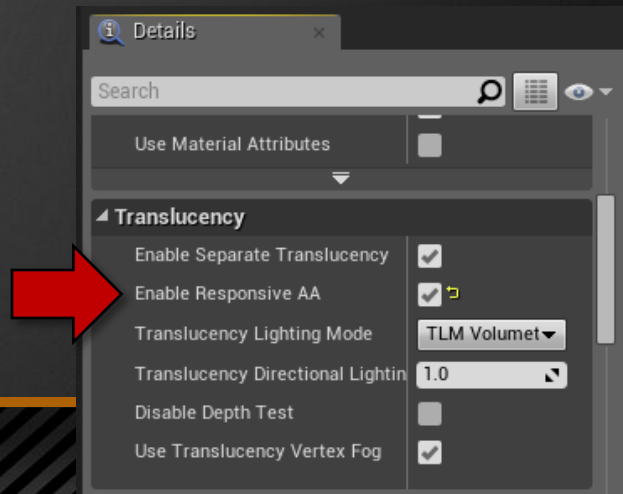 Details
Search
Use Material Attributes
Translucency
Enable Separate Translucency
Enable Responsive AA
Translucency Lighting Mode TLM Volumet
Translucency Directional Lightin 1.0
Disable Depth Test
Use Translucency Vertex Fog